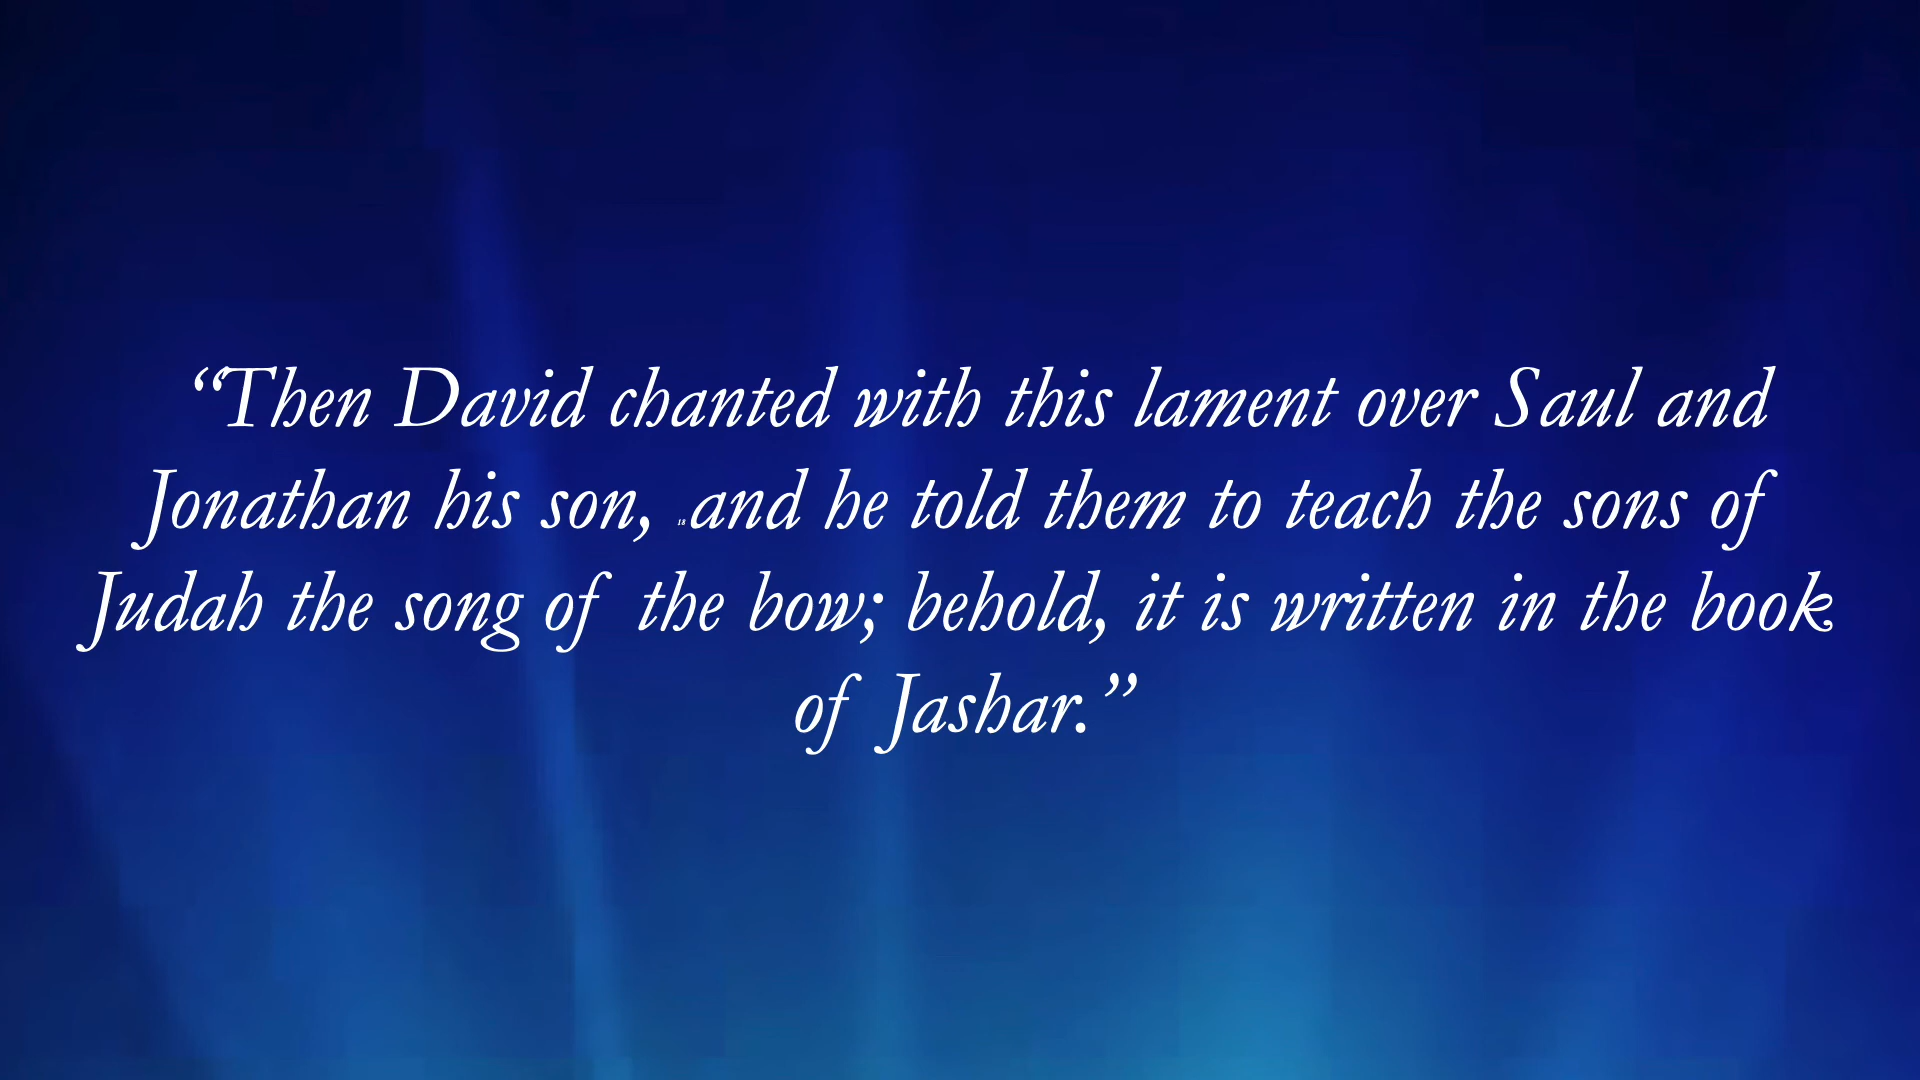 “Then David chanted with this lament over Saul and
Jonathan his son, 18 and he told them to teach the sons of
Judah the song of the bow; behold, it is written in the book
of Jashar.”